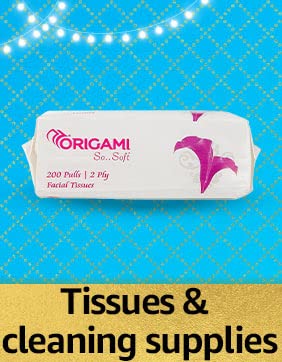 ORIGAMI
So..Soft
200 Pulls | 2 Ply
Facial Tissues
Tissues &
cleaning supplies